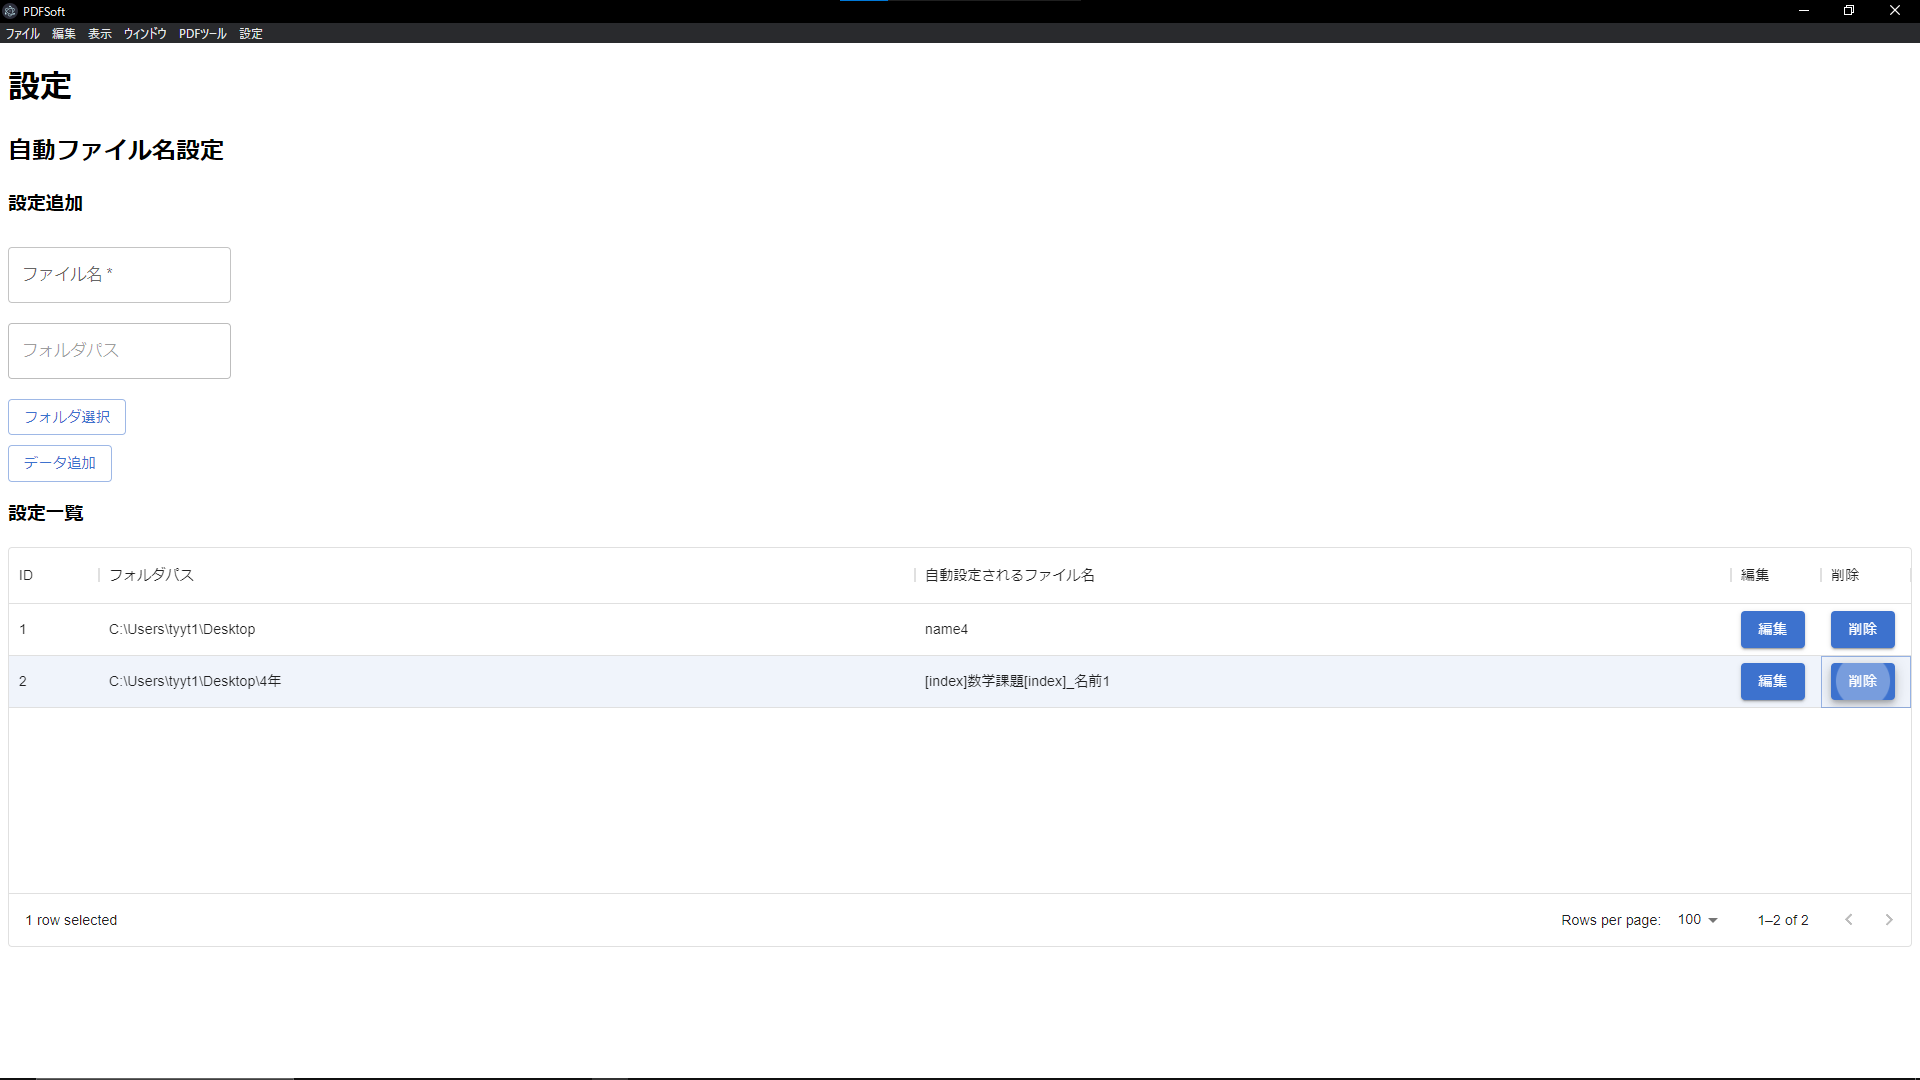 PDFSoft
ファイル 編集 表示 ウィンドウ PDFツール 設定
設定
自動ファイル名設定
設定追加
ファイル名 *
フォルダパス
フォルダ選択
データ追加
設定一覧
ID フォルダパス 自動設定されるファイル名 編集 削除
1 C:\Users\tyyt1\Desktop name4 編集 削除
2 C:\Users\tyyt1\Desktop\4年 [index]数学課題[index]_名前1 編集 削除
1 row selected Rows per page: 100 1–2 of 2